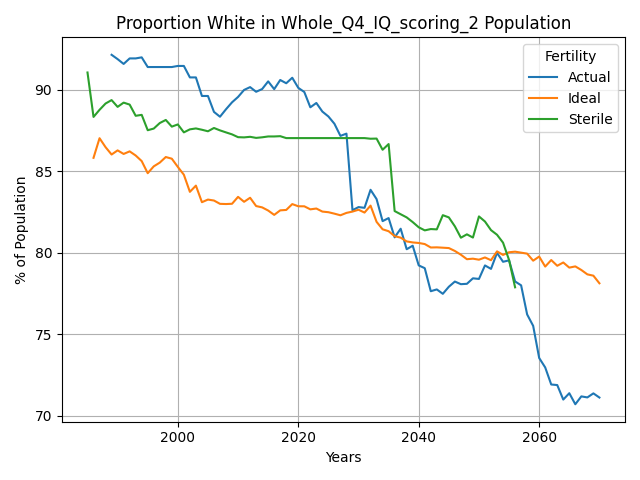 Proportion White in Whole_Q4_IQ_scoring_2 Population
Fertility
Actual
Ideal
Sterile
% of Population
90
85
80
75
70
2000
2020
2040
2060
Years